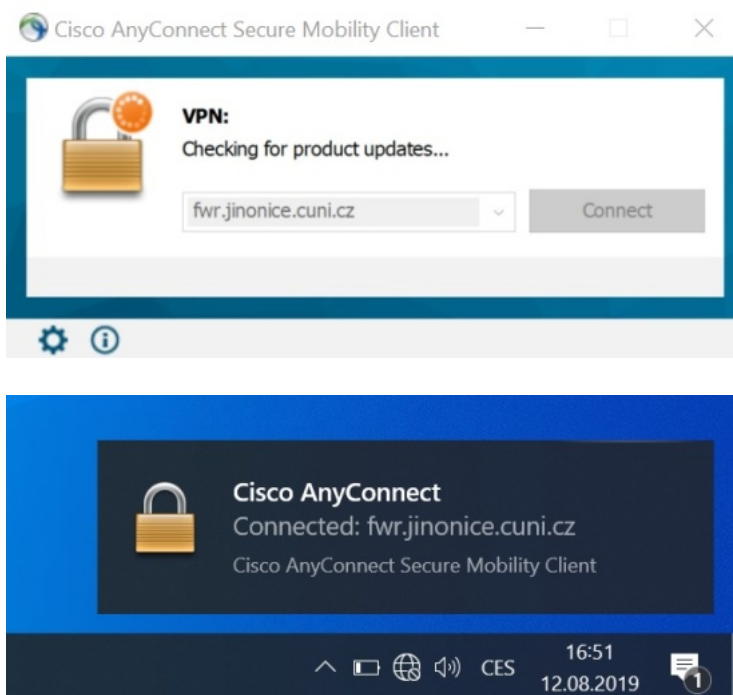 Cisco AnyConnect Secure Mobility Client
VPN:
Checking for product updates...
fwr.jinonice.cuni.cz
Connect
Cisco AnyConnect
Connected: fwr.jinonice.cuni.cz
Cisco AnyConnect Secure Mobility Client
CES
16:51
12.08.2019
1